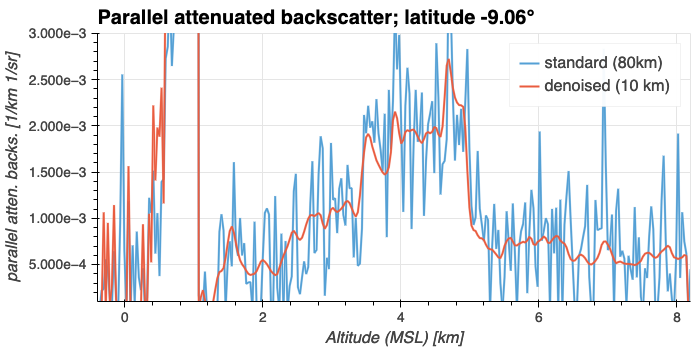 Parallel attenuated backscatter; latitude -9.06°
3.000e−3
2.500e−3
2.000e−3
1.500e−3
1.000e−3
5.000e−4
parallel atten. backs. [1/km 1/sr]
standard (80km)
denoised (10 km)
0 2 4 6 8
Altitude (MSL) [km]